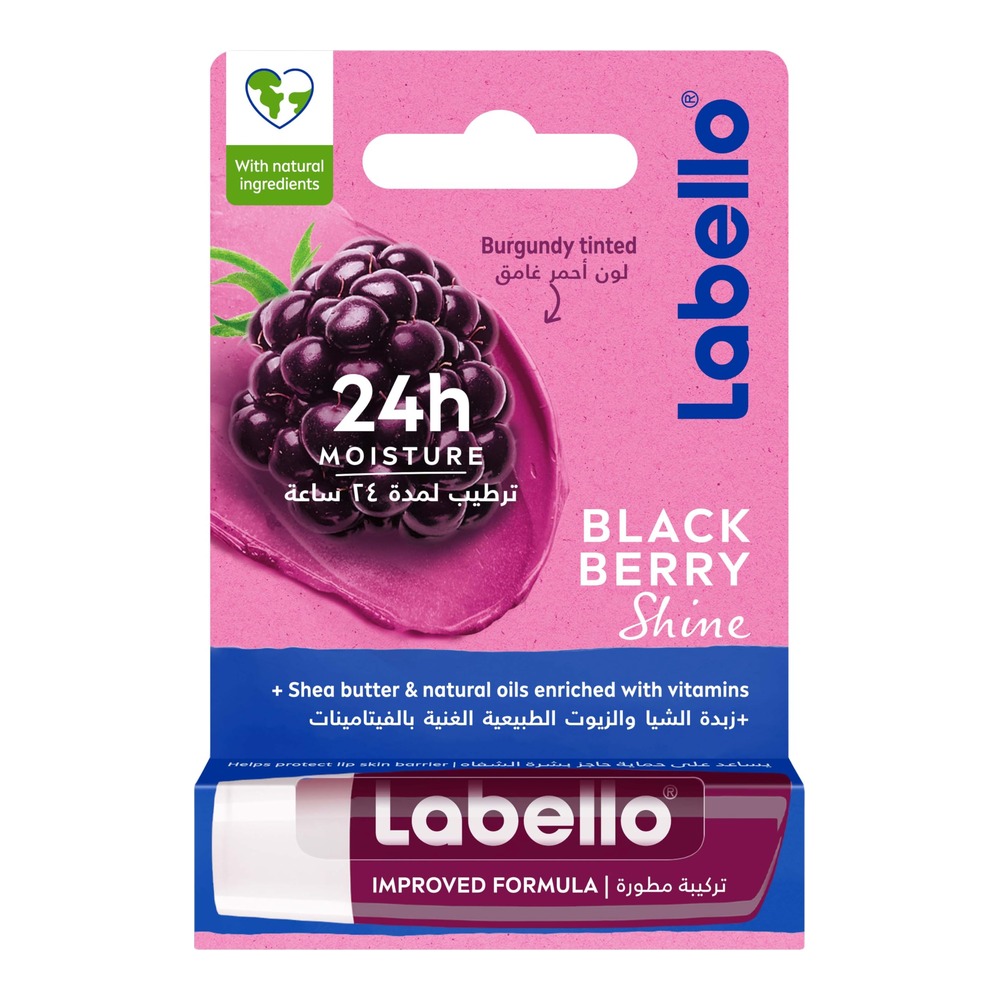 With natural
ingredients
Labello®
Burgundy tinted
لون أحمر غامق
24h
MOISTURE
ترطيب لمدة ٢٤ ساعة
BLACK
BERRY
Shine
+ Shea butter & natural oils enriched with vitamins
+زبدة الشيا والزيوت الطبيعية الغنية بالفيتامينات
Helps protect lip skin barrier | يساعد على حماية حاجز بشرة الشفاه
Labello®
IMPROVED FORMULA | تركيبة مطورة